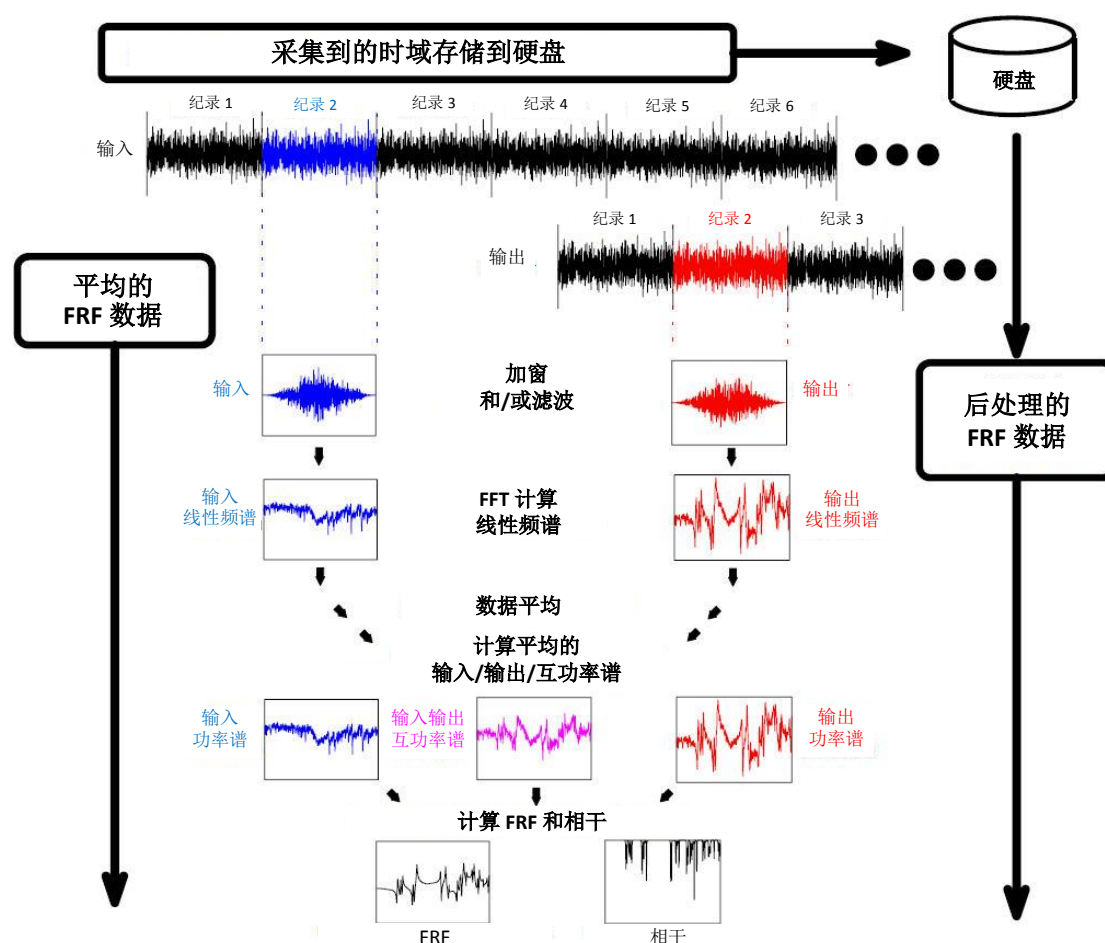 采集到的时域存储到硬盘
硬盘
纪录 1
纪录 2
纪录 3
纪录 4
纪录 5
纪录 6
输入
纪录 1
纪录 2
纪录 3
输出
平均的
FRF 数据
输入
加窗
和/或滤波
输出
后处理的
FRF 数据
输入
线性频谱
FFT 计算
线性频谱
输出
线性频谱
数据平均
计算平均的
输入/输出/互功率谱
输入
功率谱
输入输出
互功率谱
输出
功率谱
计算 FRF 和相干
FRF
相干